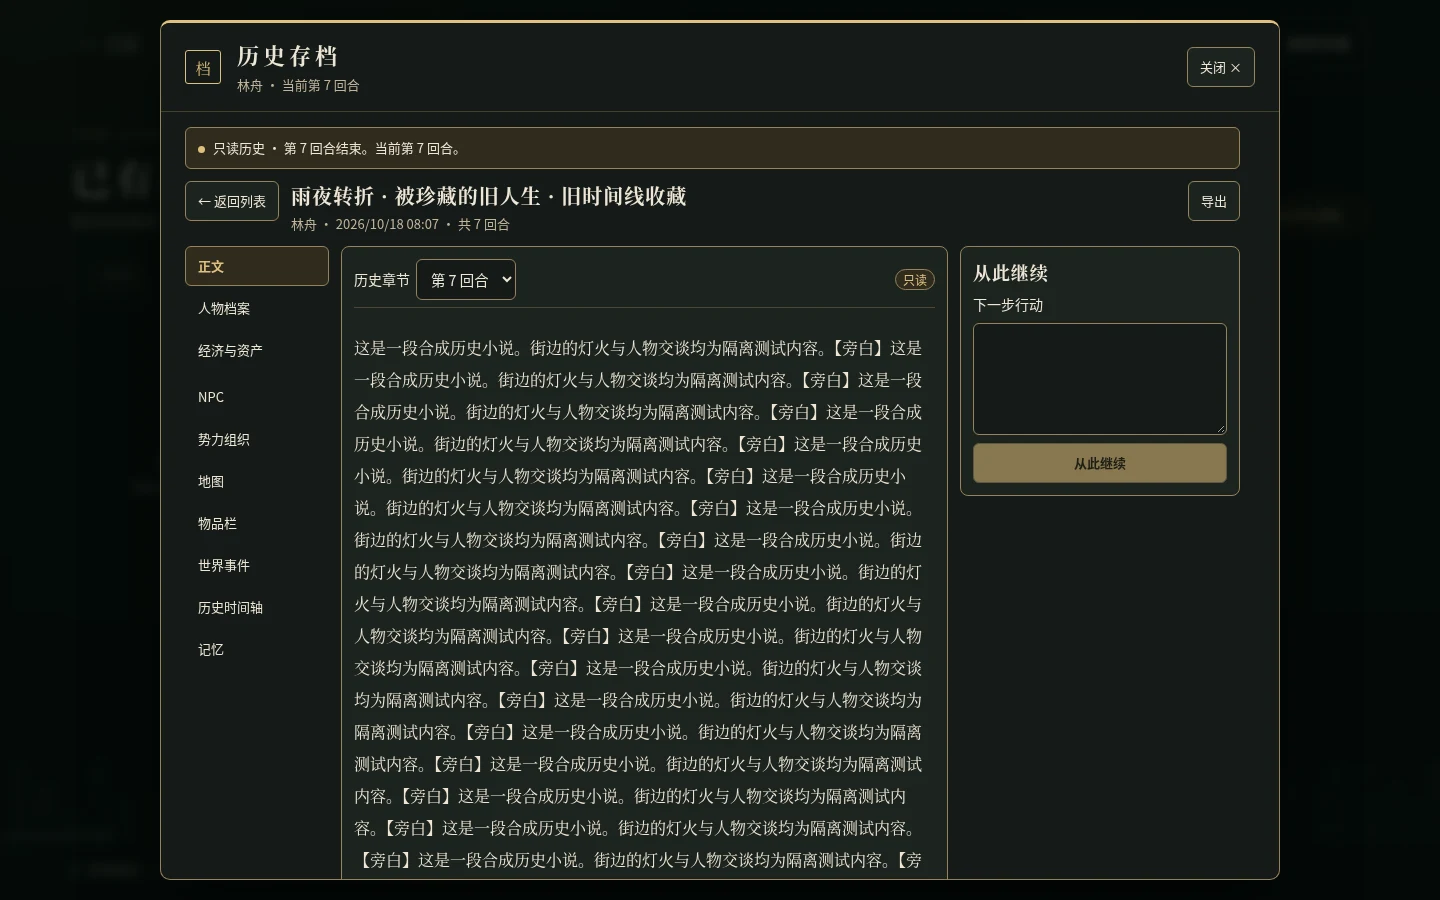 档
历史存档
林舟 · 当前第 7 回合
关闭 ×
只读历史 · 第 7 回合结束。当前第 7 回合。
← 返回列表
雨夜转折 · 被珍藏的旧人生 · 旧时间线收藏
林舟 · 2026/10/18 08:07 · 共 7 回合
导出
正文
人物档案
经济与资产
NPC
势力组织
地图
物品栏
世界事件
历史时间轴
记忆
历史章节
第 7 回合
只读
这是一段合成历史小说。街边的灯火与人物交谈均为隔离测试内容。【旁白】这是
一段合成历史小说。街边的灯火与人物交谈均为隔离测试内容。【旁白】这是一段
合成历史小说。街边的灯火与人物交谈均为隔离测试内容。【旁白】这是一段合成
历史小说。街边的灯火与人物交谈均为隔离测试内容。【旁白】这是一段合成历史
小说。街边的灯火与人物交谈均为隔离测试内容。【旁白】这是一段合成历史小
说。街边的灯火与人物交谈均为隔离测试内容。【旁白】这是一段合成历史小说。
街边的灯火与人物交谈均为隔离测试内容。【旁白】这是一段合成历史小说。街边
的灯火与人物交谈均为隔离测试内容。【旁白】这是一段合成历史小说。街边的灯
火与人物交谈均为隔离测试内容。【旁白】这是一段合成历史小说。街边的灯火与
人物交谈均为隔离测试内容。【旁白】这是一段合成历史小说。街边的灯火与人物
交谈均为隔离测试内容。【旁白】这是一段合成历史小说。街边的灯火与人物交谈
均为隔离测试内容。【旁白】这是一段合成历史小说。街边的灯火与人物交谈均为
隔离测试内容。【旁白】这是一段合成历史小说。街边的灯火与人物交谈均为隔离
测试内容。【旁白】这是一段合成历史小说。街边的灯火与人物交谈均为隔离测试
内容。【旁白】这是一段合成历史小说。街边的灯火与人物交谈均为隔离测试内
容。【旁白】这是一段合成历史小说。街边的灯火与人物交谈均为隔离测试内容。
【旁白】这是一段合成历史小说。街边的灯火与人物交谈均为隔离测试内容。【旁
从此继续
下一步行动
从此继续